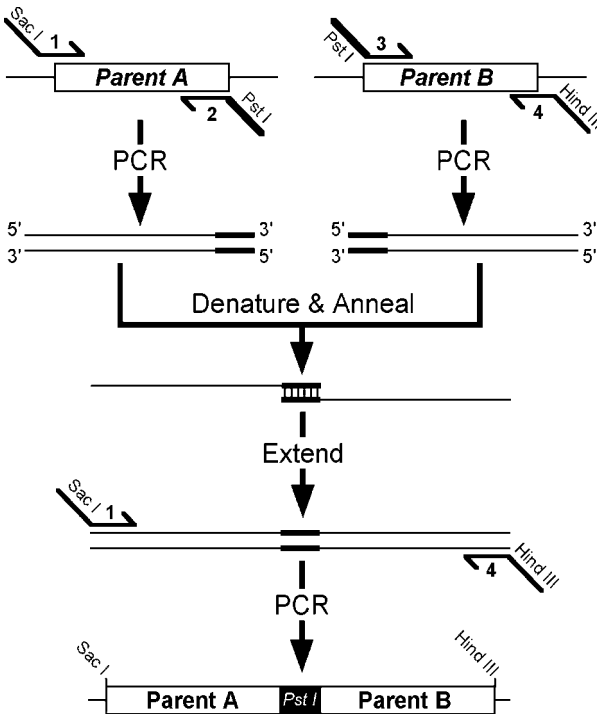 Sac I 1
3
Pst I
Parent A
Parent B
2
Pst I
4
Hind III
PCR
PCR
5' 3'
3' 5'
5' 3'
3' 5'
Denature & Anneal
Extend
Sac I 1
4 Hind III
PCR
Sac I
Hind III
Parent A Pst I Parent B